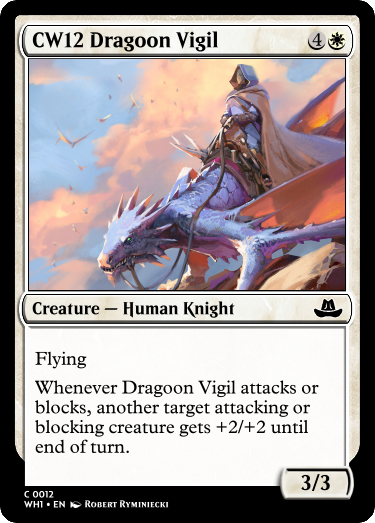 CW12 Dragoon Vigil 4
Creature — Human Knight
Flying
Whenever Dragoon Vigil attacks or
blocks, another target attacking or
blocking creature gets +2/+2 until
end of turn.
3/3
C 0012
WH1 • EN Robert Ryminiecki